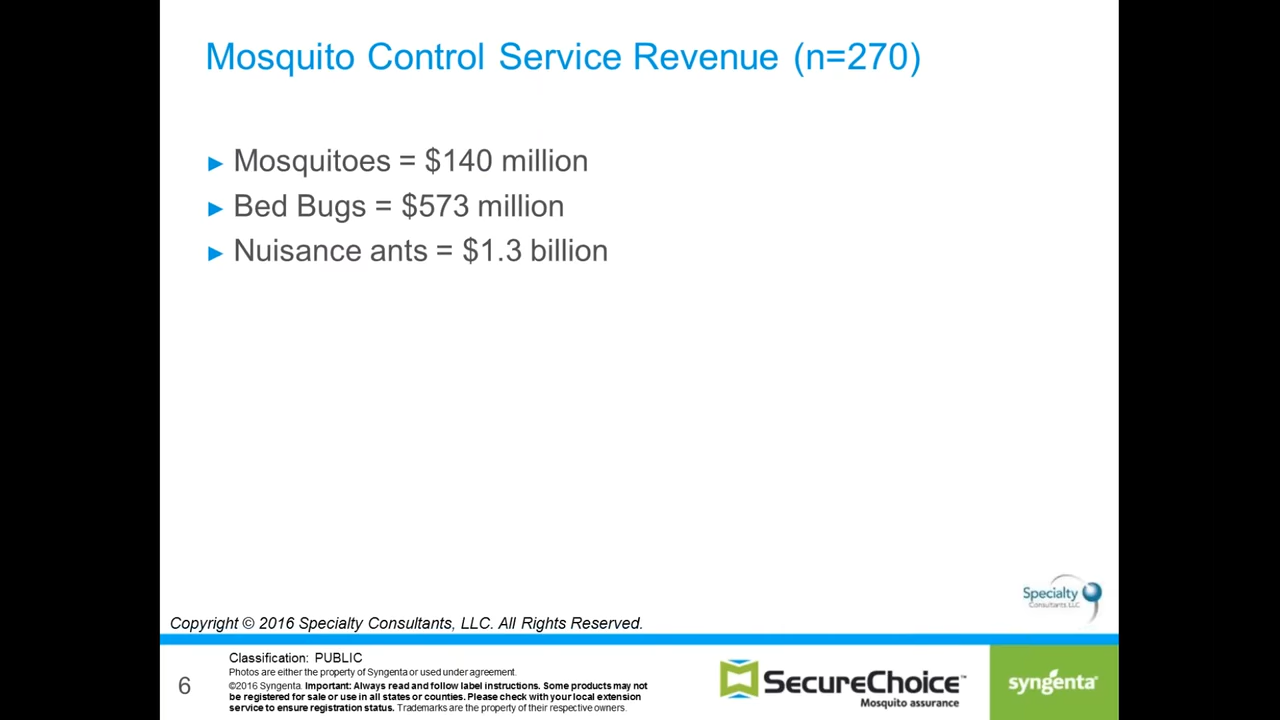 Mosquito Control Service Revenue (n=270)
► Mosquitoes = $140 million
► Bed Bugs = $573 million
► Nuisance ants = $1.3 billion
Specialty
Consultants LLC
Copyright © 2016 Specialty Consultants, LLC. All Rights Reserved.
6
Classification: PUBLIC
Photos are either the property of Syngenta or used under agreement.
©2016 Syngenta. Important: Always read and follow label instructions. Some products may not
be registered for sale or use in all states or counties. Please check with your local extension
service to ensure registration status. Trademarks are the property of their respective owners.
SecureChoice™
Mosquito assurance
syngenta